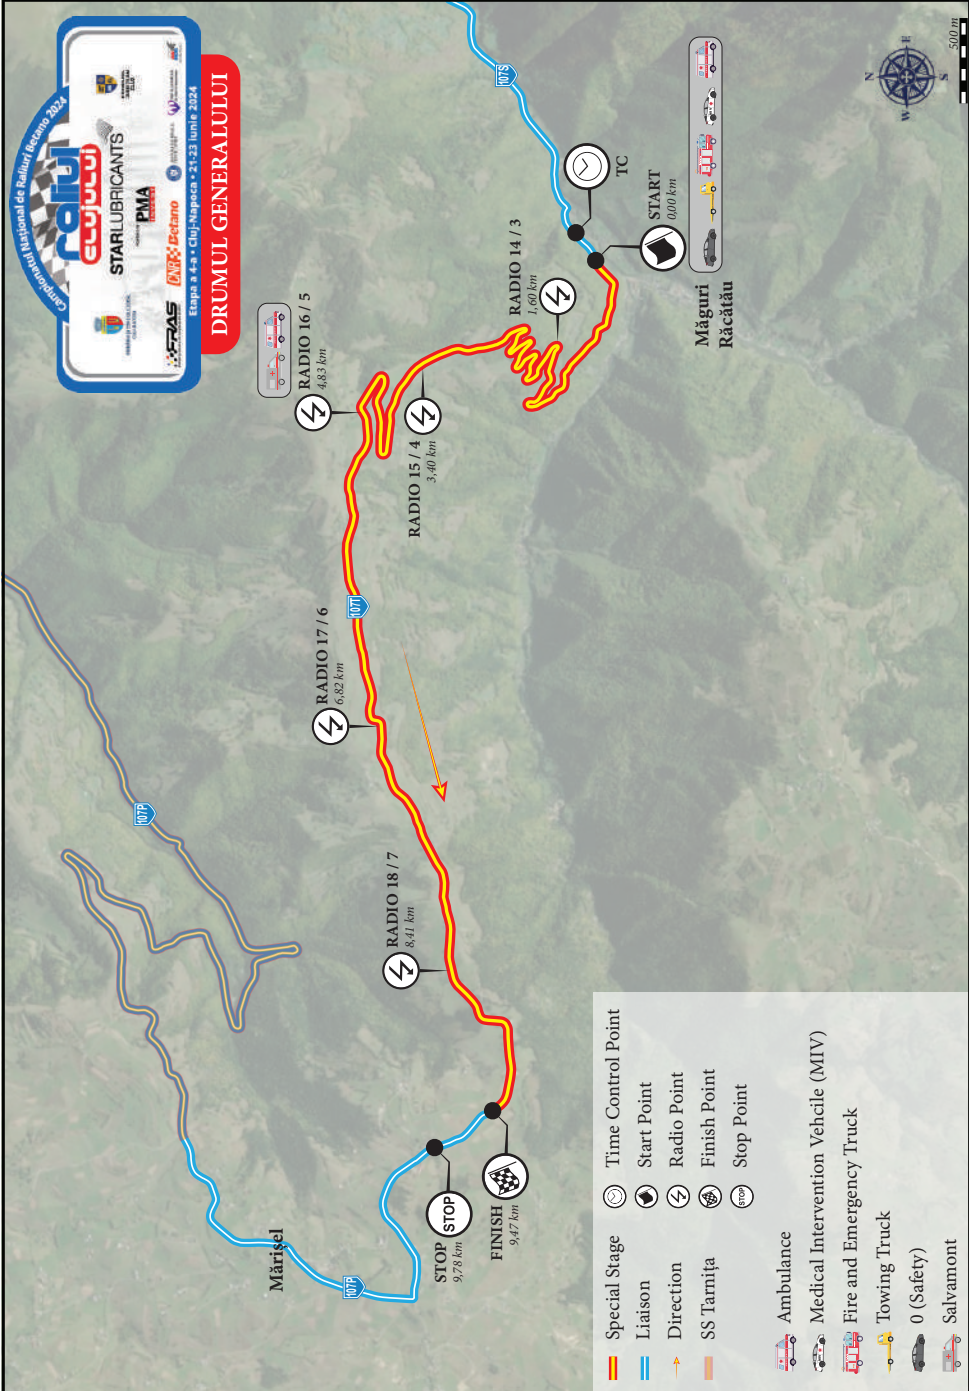 Campionatul Național de Raliuri Betano 2024
raliul
clujului
STARLUBRICANTS
PMA
FRAS
CNR Betano
Etapa a 4-a • Cluj-Napoca • 21-23 iunie 2024
DRUMUL GENERALULUI
107S
TC
START
0,00 km
Măguri
Răcătău
RADIO 14 / 3
1,60 km
RADIO 15 / 4
3,40 km
RADIO 16 / 5
4,83 km
107T
RADIO 17 / 6
6,82 km
RADIO 18 / 7
8,41 km
FINISH
9,47 km
STOP
STOP
9,78 km
107P
Mărișel
107P
N
E
S
W
500 m
Special Stage
Liaison
Direction
SS Tarnița
Time Control Point
Start Point
Radio Point
Finish Point
STOP
Stop Point
Ambulance
Medical Intervention Vehcile (MIV)
Fire and Emergency Truck
Towing Truck
0 (Safety)
Salvamont